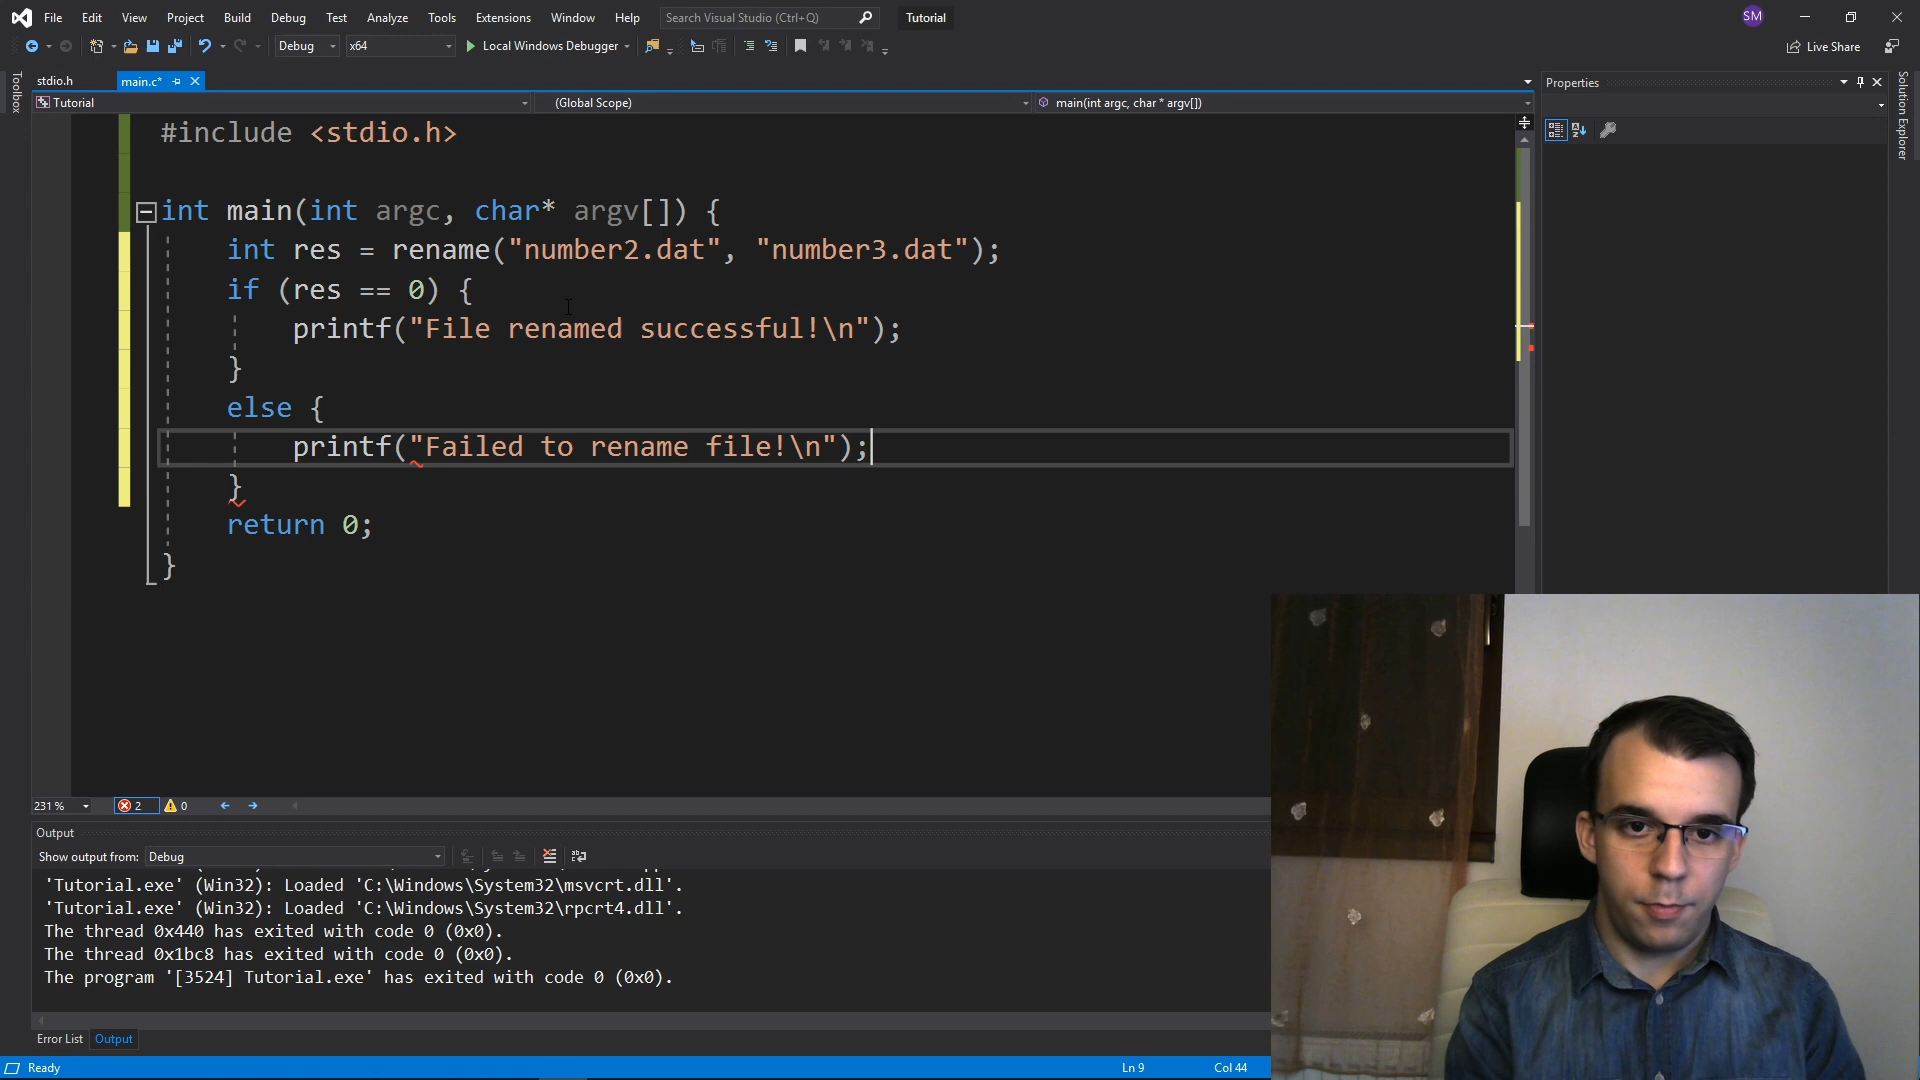 File Edit View Project Build Debug Test Analyze Tools Extensions Window Help Search Visual Studio (Ctrl+Q) Tutorial SM
Debug x64 Local Windows Debugger Live Share
stdio.h main.c*
Toolbox
Tutorial (Global Scope) main(int argc, char * argv[])
Properties
Solution Explorer
#include <stdio.h>
int main(int argc, char* argv[]) {
int res = rename("number2.dat", "number3.dat");
if (res == 0) {
printf("File renamed successful!\n");
}
else {
printf("Failed to rename file!\n");
}
return 0;
}
231 % 2 0
Output
Show output from: Debug
'Tutorial.exe' (Win32): Loaded 'C:\Windows\System32\msvcrt.dll'.
'Tutorial.exe' (Win32): Loaded 'C:\Windows\System32\rpcrt4.dll'.
The thread 0x440 has exited with code 0 (0x0).
The thread 0x1bc8 has exited with code 0 (0x0).
The program '[3524] Tutorial.exe' has exited with code 0 (0x0).
Error List Output
Ready Ln 9 Col 44